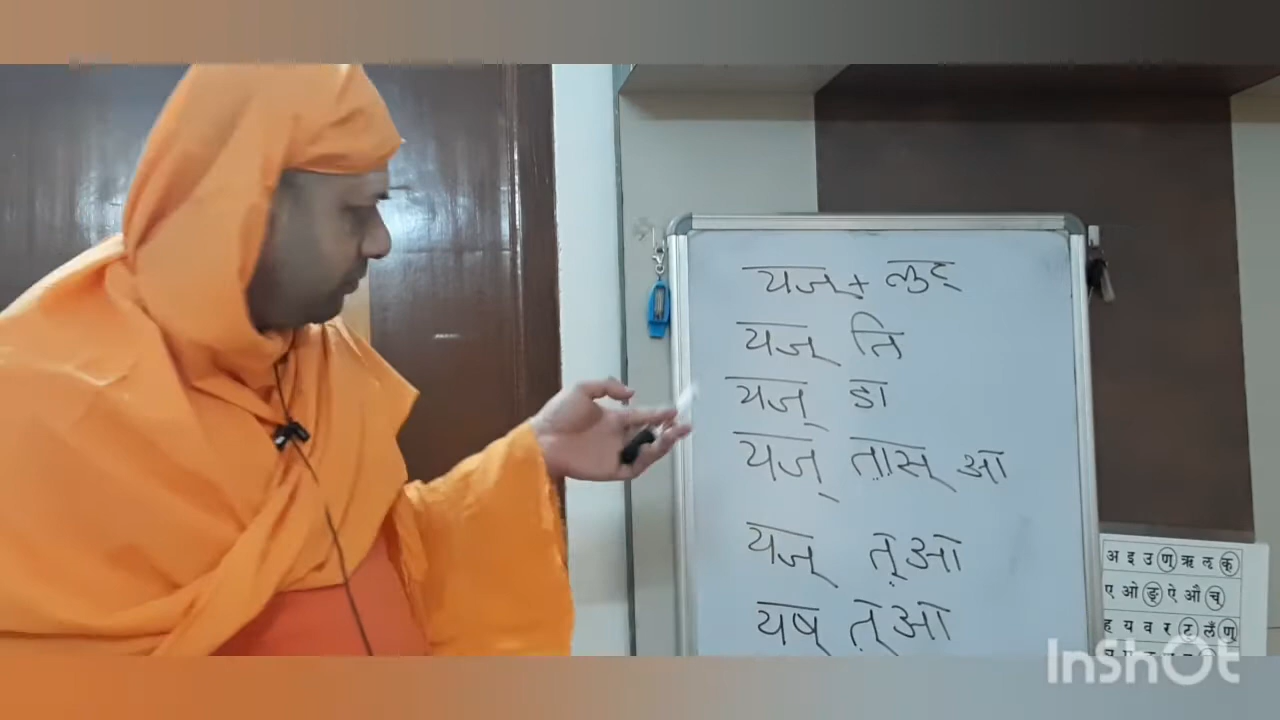 यज् + लुट्
यज् ति
यज् डा
यज् तास् आ
यज् त् आ
यष् त् आ
अ इ उ ण् ऋ ल क्
ए ओ ङ् ऐ औ च्
ह य व र ट् लँ ण्
InShOt